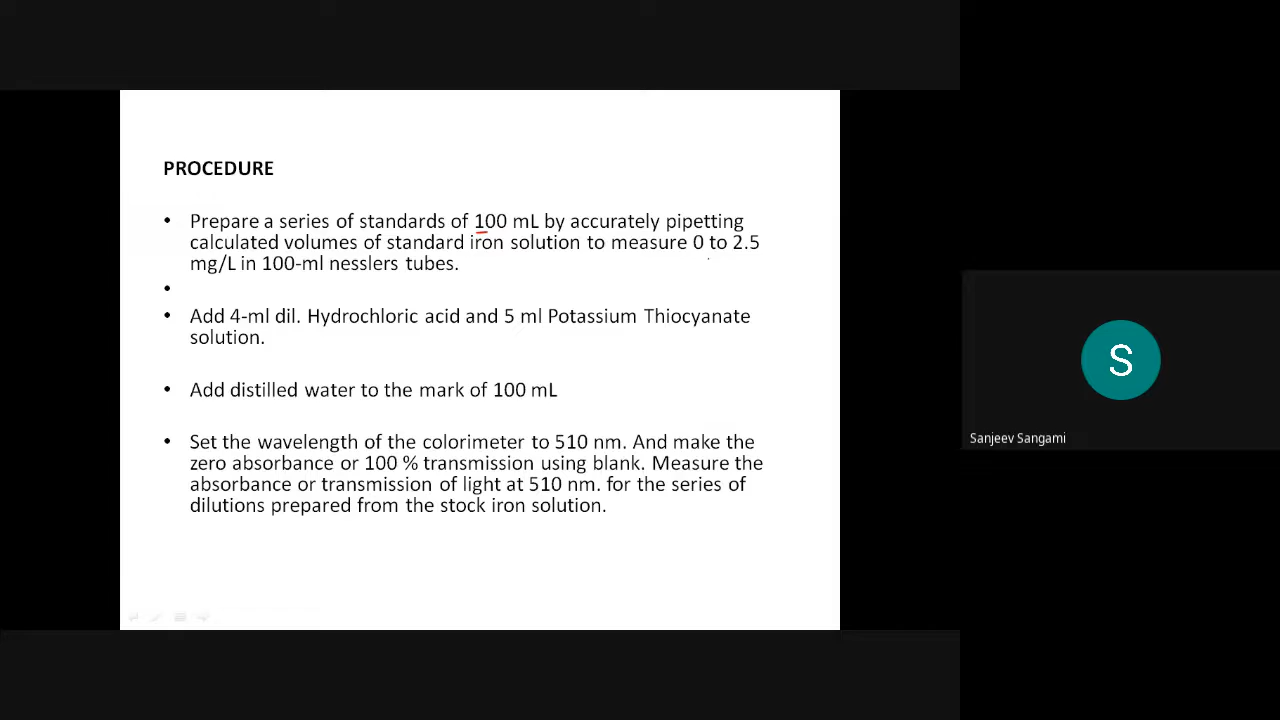 PROCEDURE
• Prepare a series of standards of 100 mL by accurately pipetting
calculated volumes of standard iron solution to measure 0 to 2.5
mg/L in 100-ml nesslers tubes.
•
• Add 4-ml dil. Hydrochloric acid and 5 ml Potassium Thiocyanate
solution.
• Add distilled water to the mark of 100 mL
• Set the wavelength of the colorimeter to 510 nm. And make the
zero absorbance or 100 % transmission using blank. Measure the
absorbance or transmission of light at 510 nm. for the series of
dilutions prepared from the stock iron solution.
S
Sanjeev Sangami